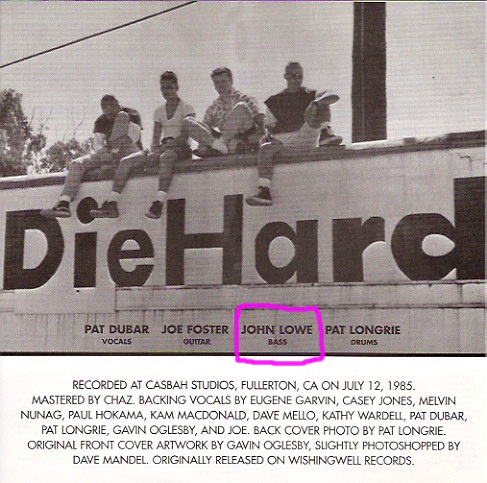 DieHard
PAT DUBAR JOE FOSTER JOHN LOWE PAT LONGRIE
VOCALS GUITAR BASS DRUMS
RECORDED AT CASBAH STUDIOS, FULLERTON, CA ON JULY 12, 1985.
MASTERED BY CHAZ. BACKING VOCALS BY EUGENE GARVIN, CASEY JONES, MELVIN
NUNAG, PAUL HOKAMA, KAM MACDONALD, DAVE MELLO, KATHY WARDELL, PAT DUBAR,
PAT LONGRIE, GAVIN OGLESBY, AND JOE. BACK COVER PHOTO BY PAT LONGRIE.
ORIGINAL FRONT COVER ARTWORK BY GAVIN OGLESBY, SLIGHTLY PHOTOSHOPPED BY
DAVE MANDEL. ORIGINALLY RELEASED ON WISHINGWELL RECORDS.